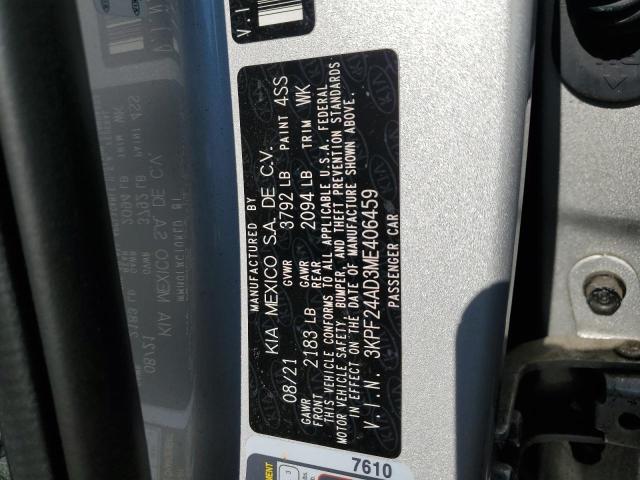 MANUFACTURED BY
KIA MEXICO S.A. DE C.V.
08/21 GVWR 3792 LB PAINT 4SS
GAWR FRONT 2183 LB GAWR REAR 2094 LB TRIM WK
THIS VEHICLE CONFORMS TO ALL APPLICABLE U.S.A. FEDERAL
MOTOR VEHICLE SAFETY, BUMPER, AND THEFT PREVENTION STANDARDS
IN EFFECT ON THE DATE OF MANUFACTURE SHOWN ABOVE.
V.I.N. 3KPF24AD3ME406459
PASSENGER CAR
7610